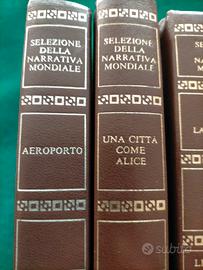 SELEZIONE
DELLA
NARRATIVA
MONDIALE
AEROPORTO
SELEZIONE
DELLA
NARRATIVA
MONDIALE
UNA CITTÀ
COME
ALICE
subito